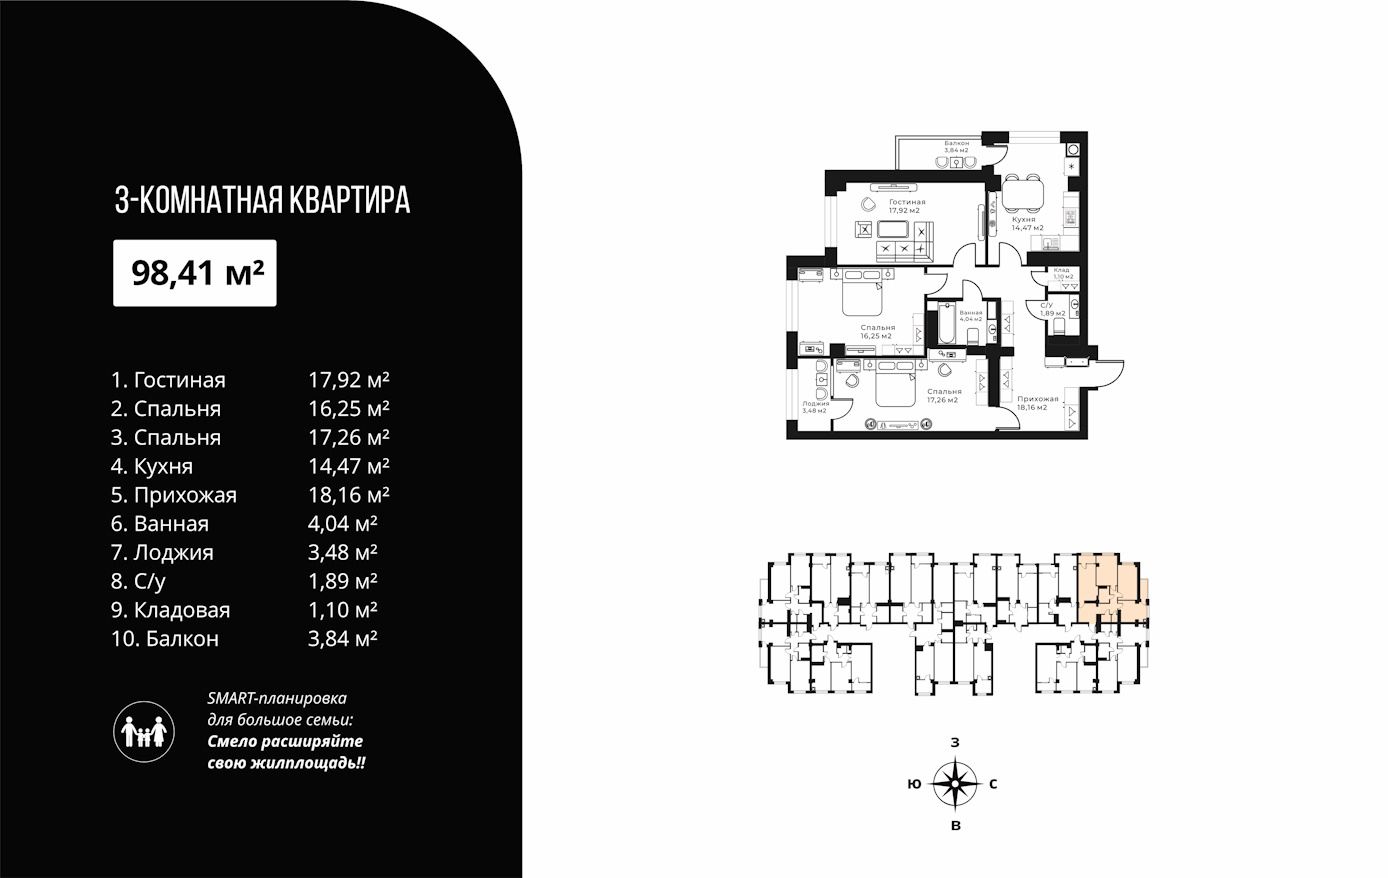 3-КОМНАТНАЯ КВАРТИРА
98,41 м²
1. Гостиная 17,92 м²
2. Спальня 16,25 м²
3. Спальня 17,26 м²
4. Кухня 14,47 м²
5. Прихожая 18,16 м²
6. Ванная 4,04 м²
7. Лоджия 3,48 м²
8. С/у 1,89 м²
9. Кладовая 1,10 м²
10. Балкон 3,84 м²
SMART-планировка
для большое семьи:
Смело расширяйте
свою жилплощадь!!
Балкон
3,84 м2
Гостиная
17,92 м2
Кухня
14,47 м2
Клад
1,10 м2
С/У
1,89 м2
Ванная
4,04 м2
Спальня
16,25 м2
Спальня
17,26 м2
Лоджия
3,48 м2
Прихожая
18,16 м2
З
Ю С
В